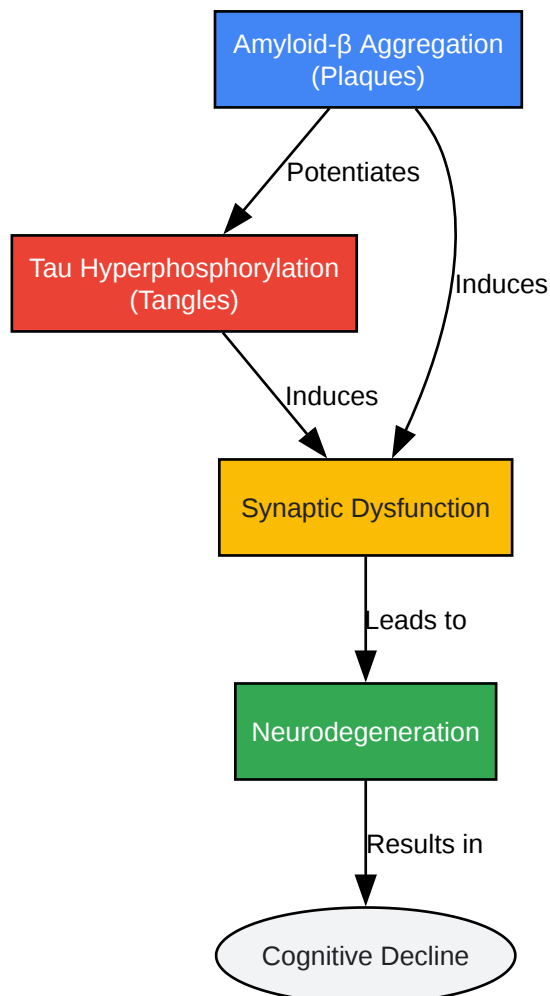 Amyloid-β Aggregation
(Plaques)
Potentiates
Tau Hyperphosphorylation
(Tangles)
Induces
Induces
Synaptic Dysfunction
Leads to
Neurodegeneration
Results in
Cognitive Decline